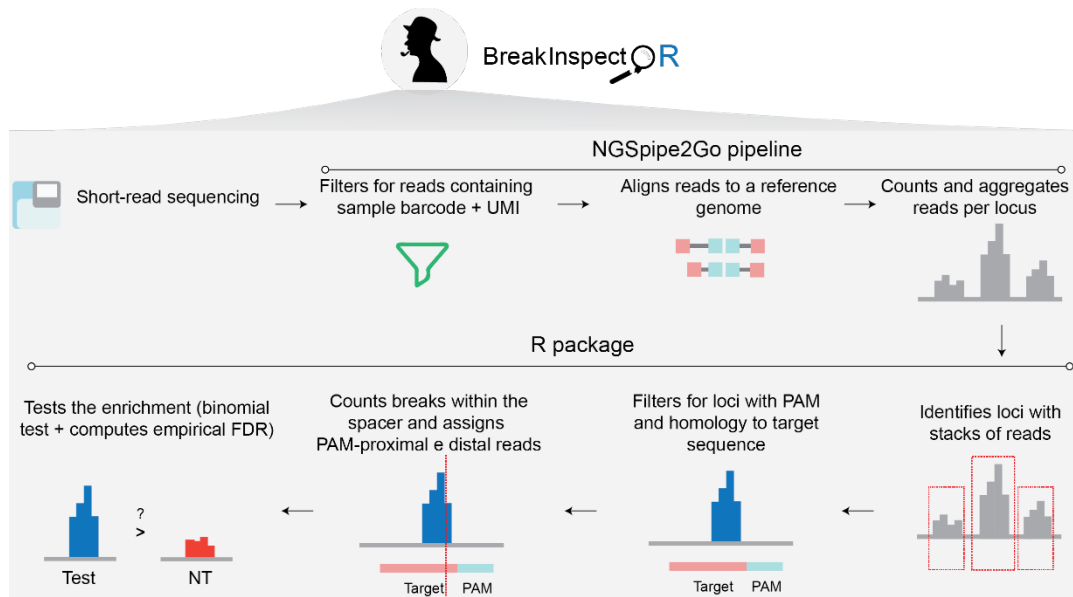 BreakInspect R
NGSpipe2Go pipeline
Short-read sequencing
Filters for reads containing
sample barcode + UMI
Aligns reads to a reference
genome
Counts and aggregates
reads per locus
R package
Tests the enrichment (binomial
test + computes empirical FDR)
?
>
Test
NT
Counts breaks within the
spacer and assigns
PAM-proximal e distal reads
Target
PAM
Filters for loci with PAM
and homology to target
sequence
Target
PAM
Identifies loci with
stacks of reads